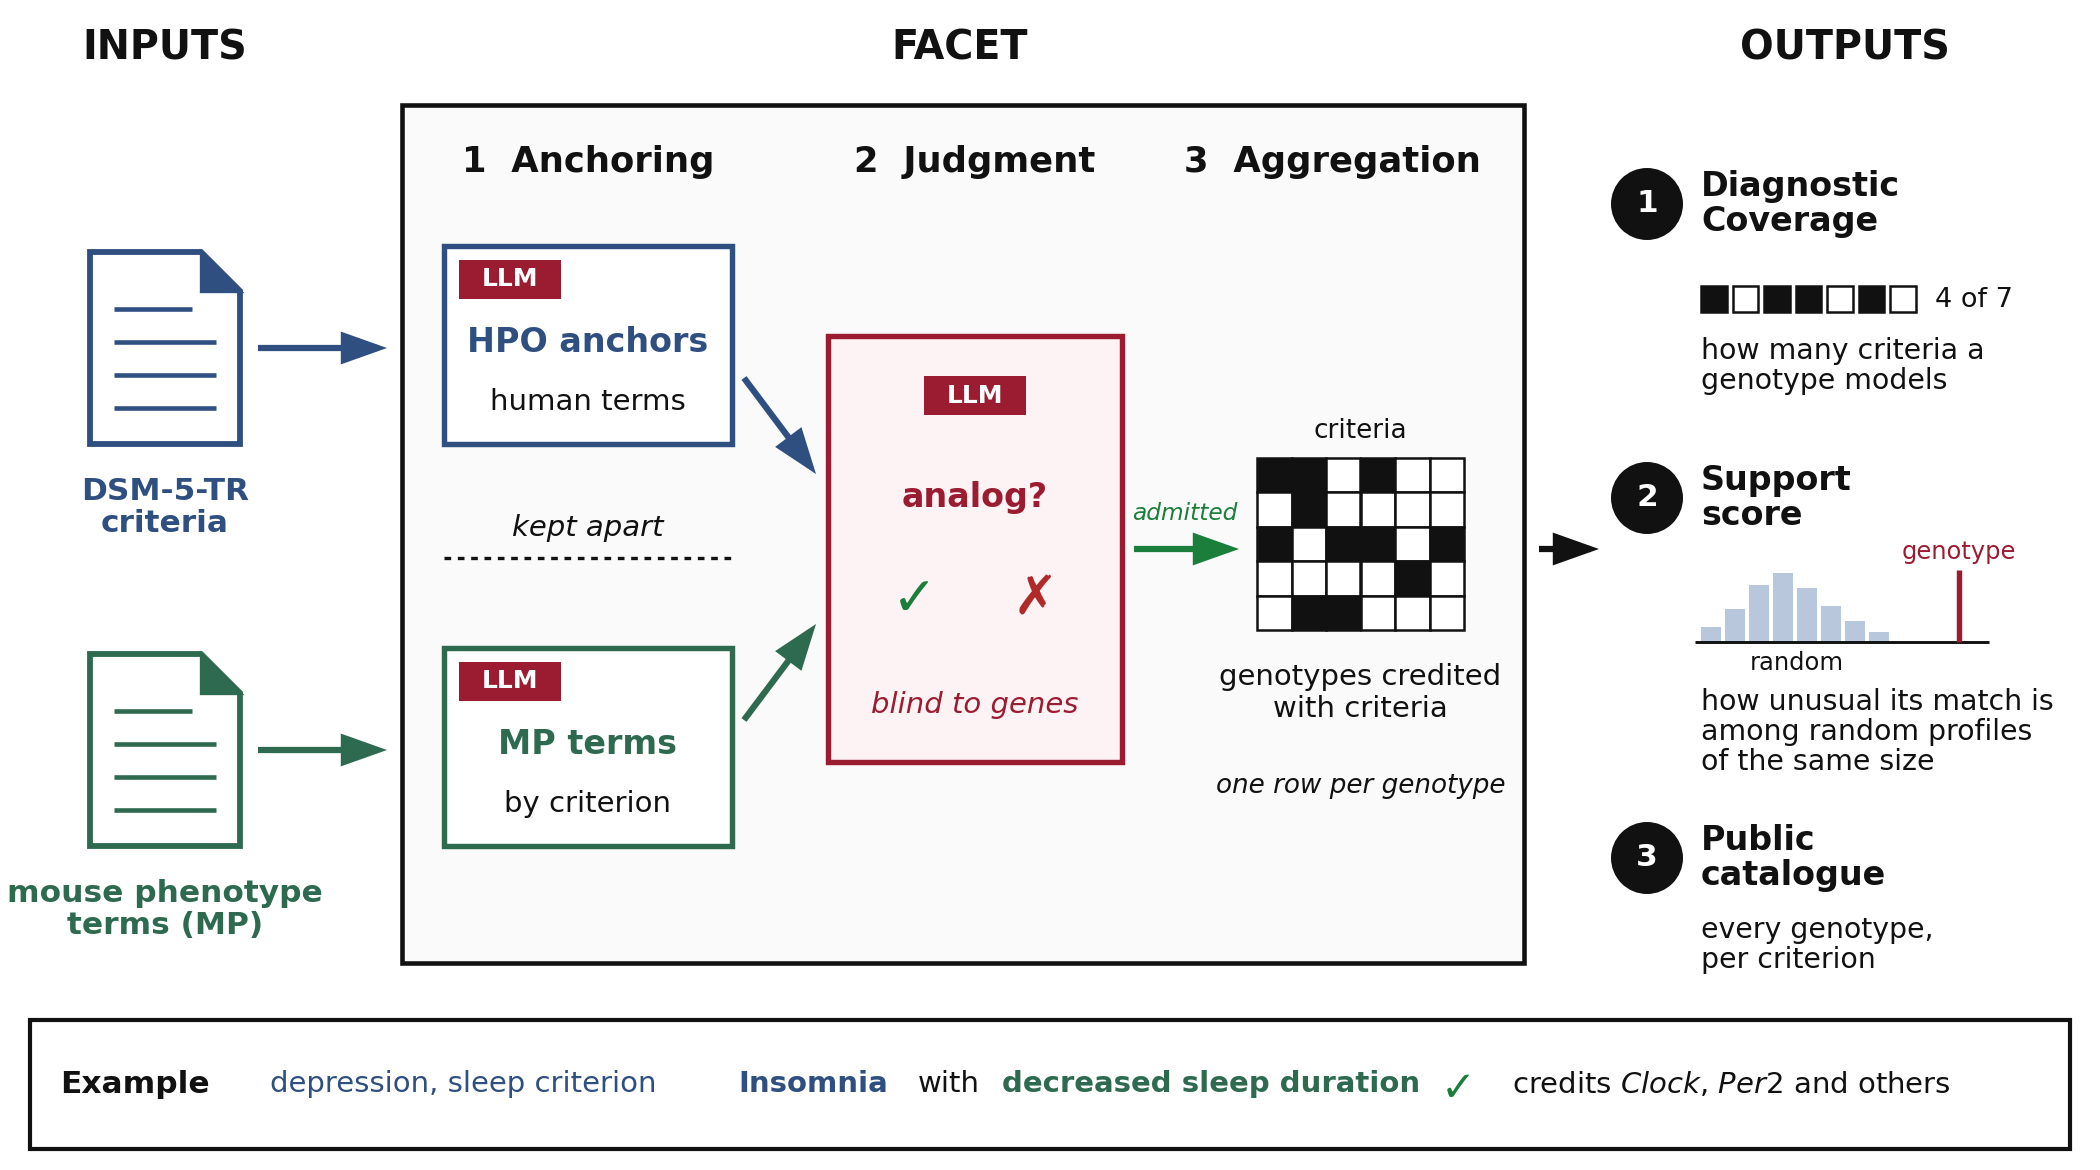 INPUTS
FACET
OUTPUTS
1 Anchoring
2 Judgment
3 Aggregation
DSM-5-TR
criteria
mouse phenotype
terms (MP)
LLM
HPO anchors
human terms
kept apart
LLM
MP terms
by criterion
LLM
analog?
✓ ✗
blind to genes
admitted
criteria
genotypes credited
with criteria
one row per genotype
1
Diagnostic
Coverage
4 of 7
how many criteria a
genotype models
2
Support
score
genotype
random
how unusual its match is
among random profiles
of the same size
3
Public
catalogue
every genotype,
per criterion
Example depression, sleep criterion Insomnia with decreased sleep duration ✓ credits Clock, Per2 and others